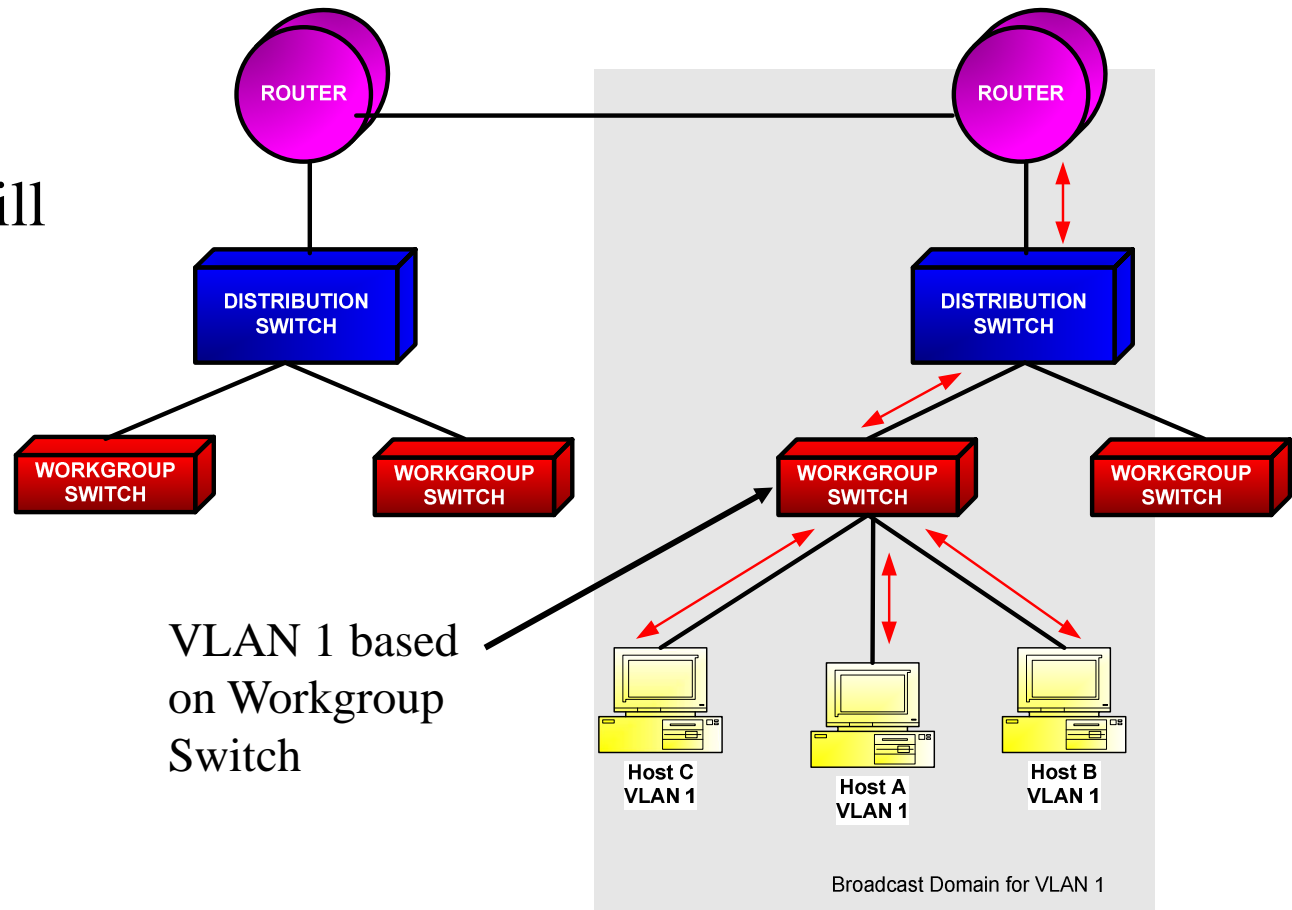 ROUTER
ROUTER
ill
DISTRIBUTION
SWITCH
DISTRIBUTION
SWITCH
WORKGROUP
SWITCH
WORKGROUP
SWITCH
WORKGROUP
SWITCH
WORKGROUP
SWITCH
VLAN 1 based
on Workgroup
Switch
Host C
VLAN 1
Host A
VLAN 1
Host B
VLAN 1
Broadcast Domain for VLAN 1